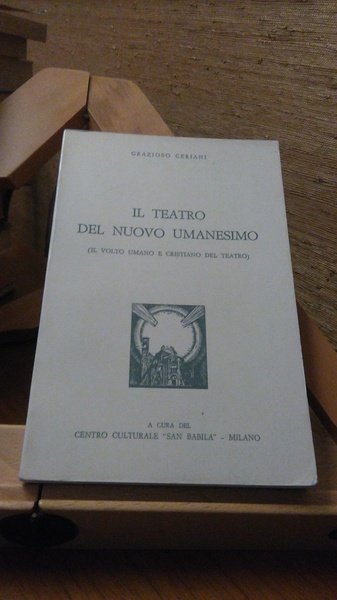 GRAZIOSO CERIANI
IL TEATRO
DEL NUOVO UMANESIMO
(IL VOLTO UMANO E CRISTIANO DEL TEATRO)
A CURA DEL
CENTRO CULTURALE "SAN BABILA" - MILANO